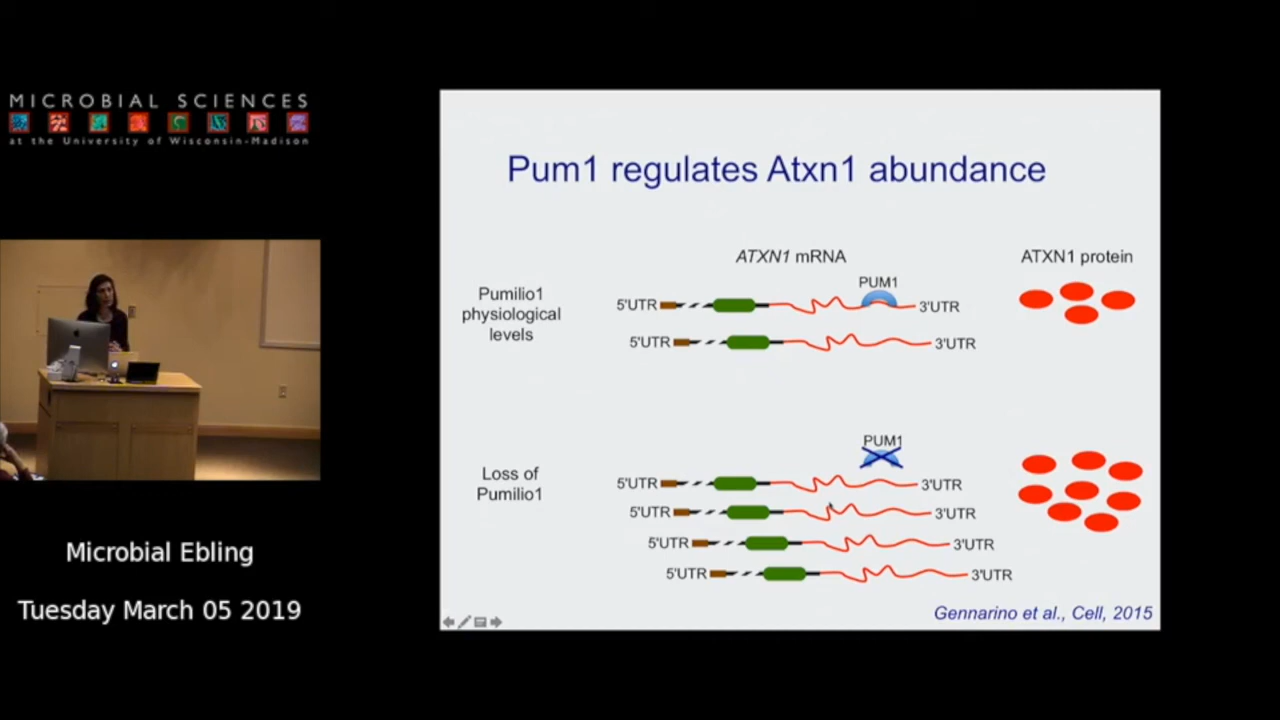 MICROBIAL SCIENCES
at the University of Wisconsin-Madison
Microbial Ebling
Tuesday March 05 2019
Pum1 regulates Atxn1 abundance
ATXN1 mRNA
ATXN1 protein
Pumilio1
physiological
levels
PUM1
5'UTR
3'UTR
5'UTR
3'UTR
Loss of
Pumilio1
PUM1
5'UTR
3'UTR
5'UTR
3'UTR
5'UTR
3'UTR
5'UTR
3'UTR
Gennarino et al., Cell, 2015